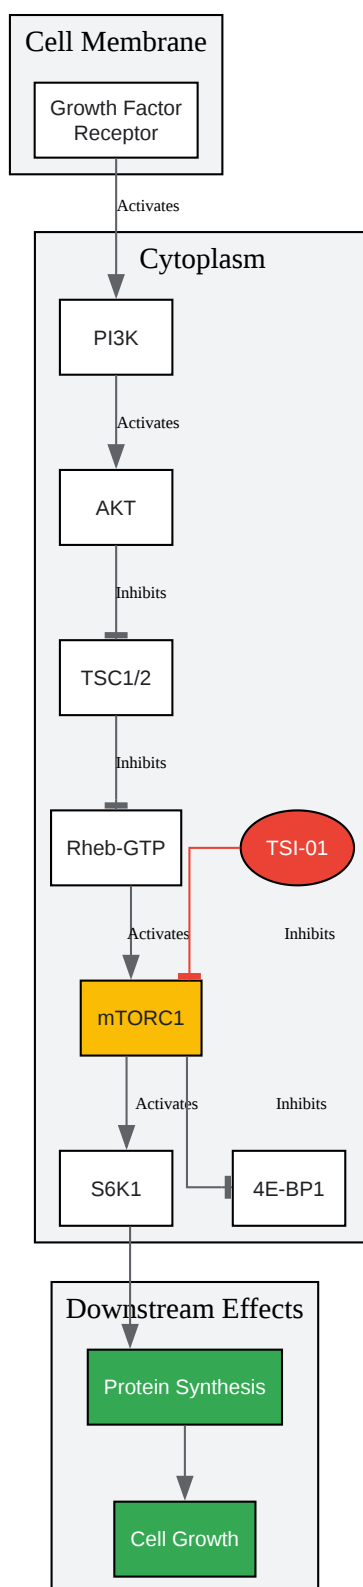 Cell Membrane
Growth Factor
Receptor
Activates
Cytoplasm
PI3K
Activates
AKT
Inhibits
TSC1/2
Inhibits
Rheb-GTP
TSI-01
Activates
Inhibits
mTORC1
Activates
Inhibits
S6K1
4E-BP1
Downstream Effects
Protein Synthesis
Cell Growth